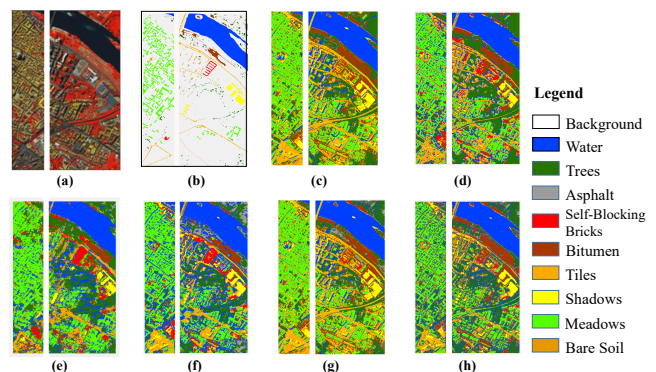 (a)
(b)
(c)
(d)
(e)
(f)
(g)
(h)
Legend
Background
Water
Trees
Asphalt
Self-Blocking
Bricks
Bitumen
Tiles
Shadows
Meadows
Bare Soil